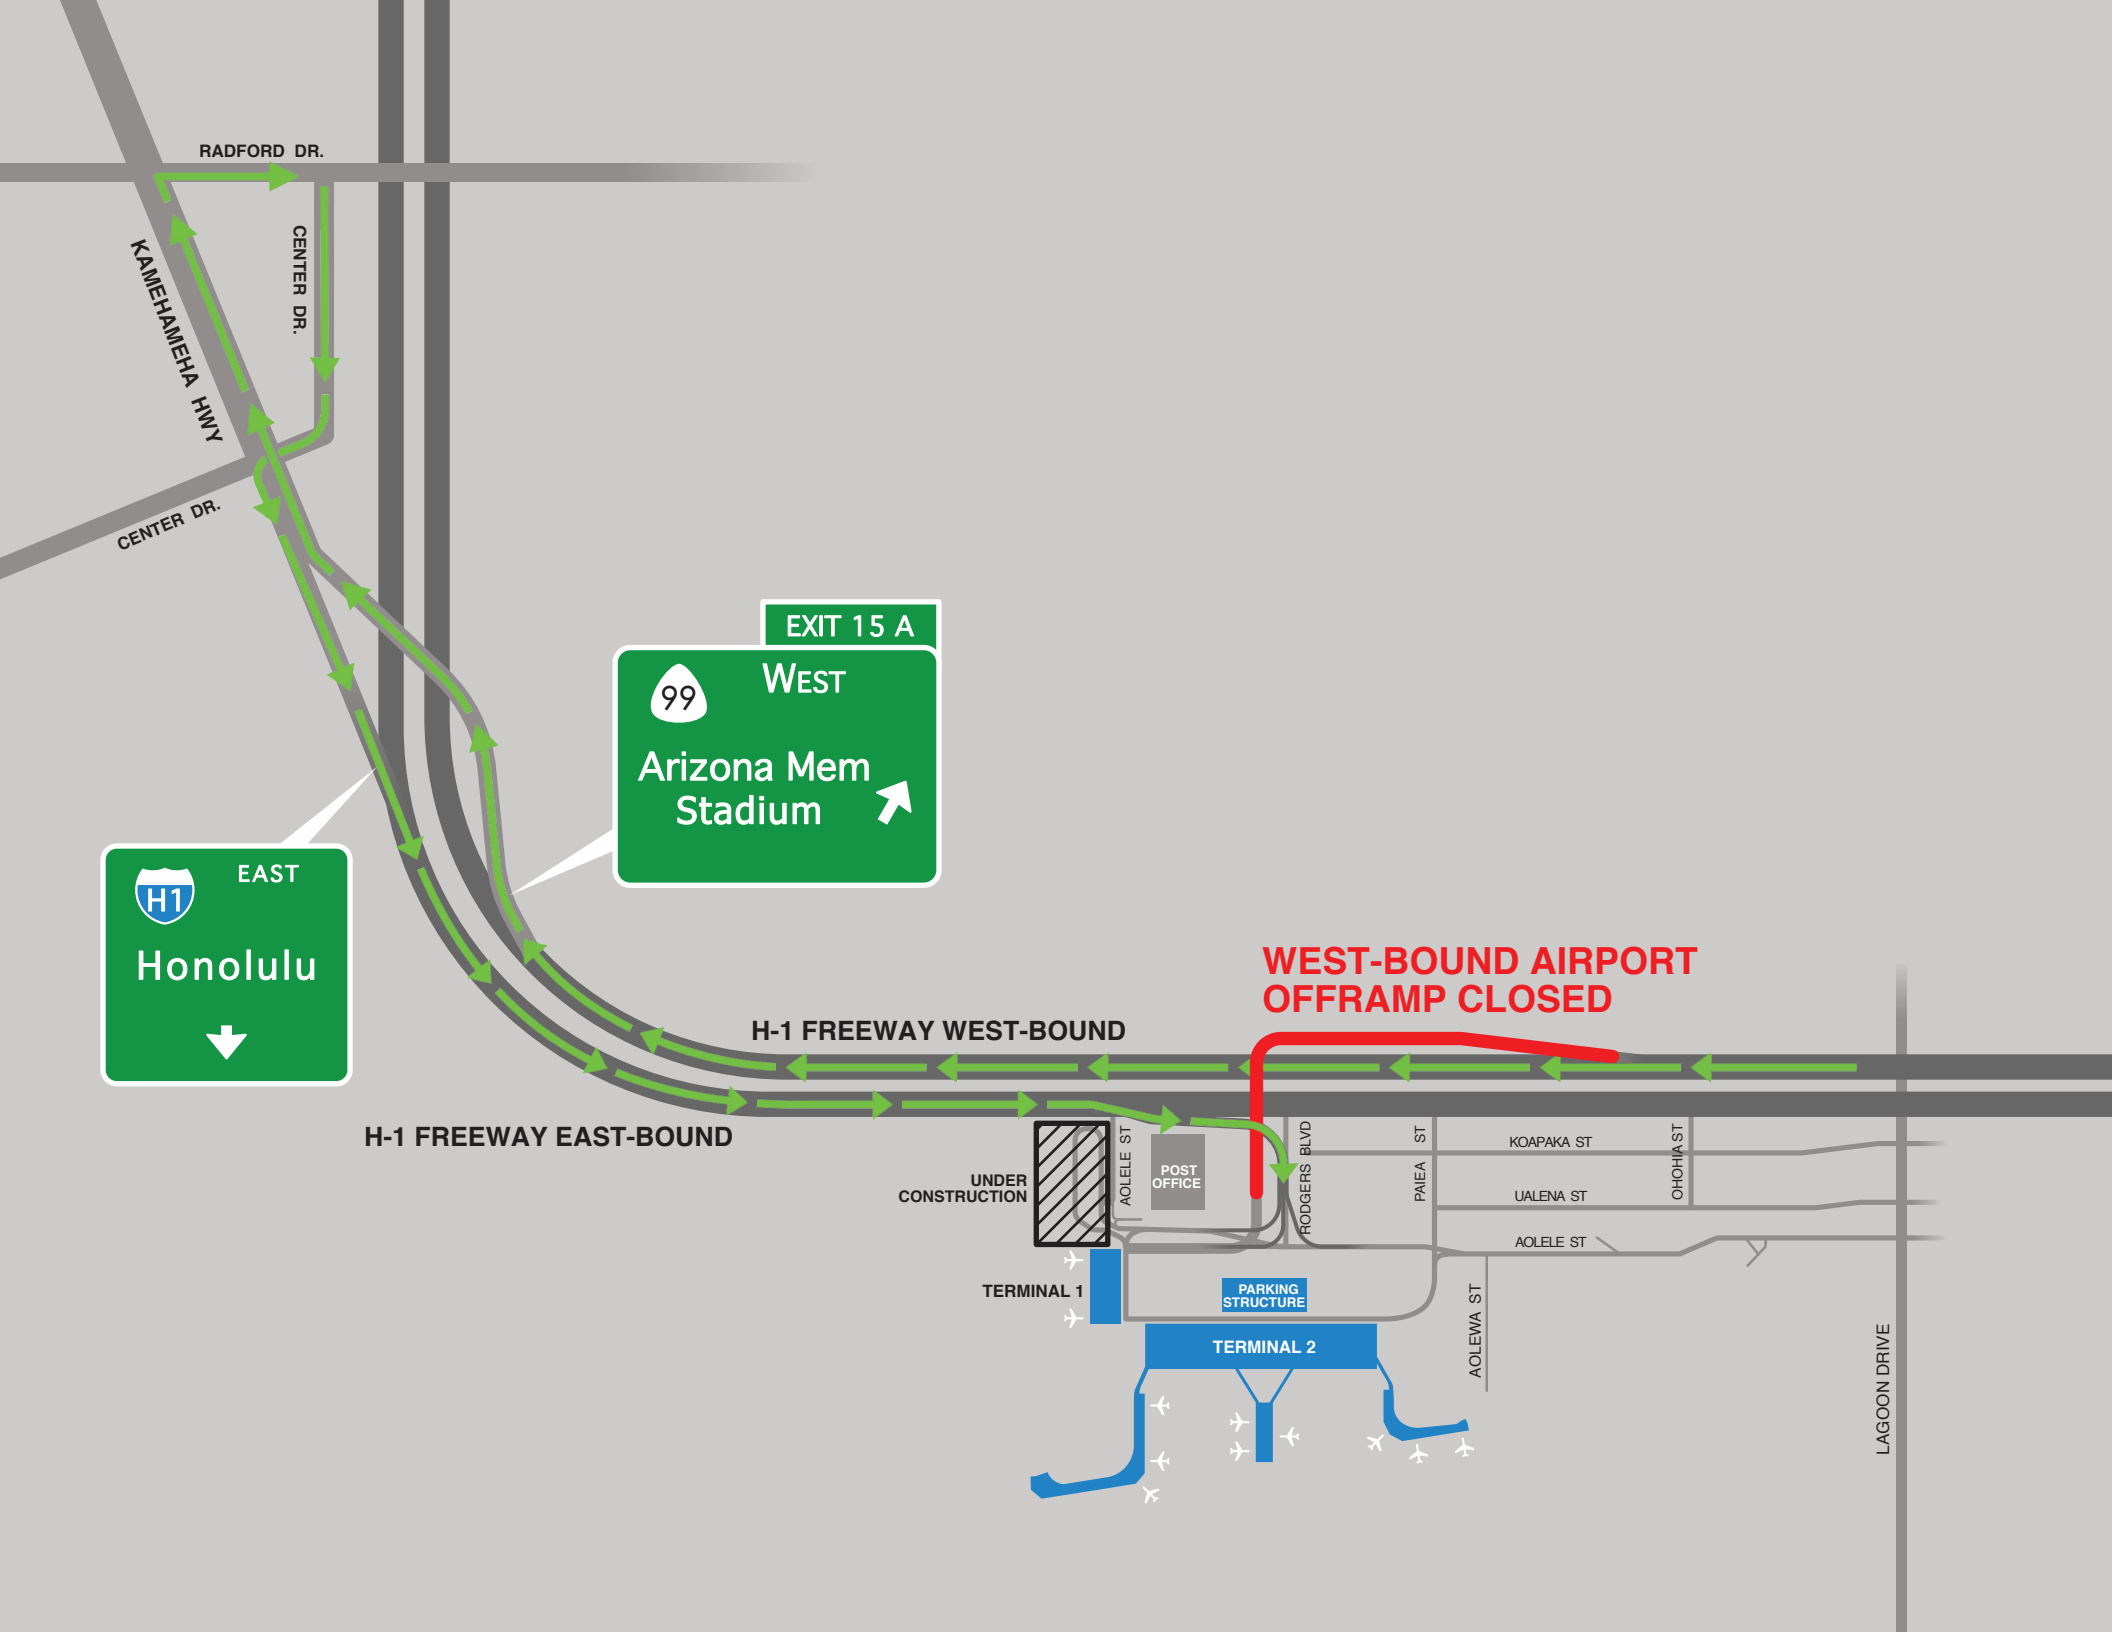 RADFORD DR.
CENTER DR.
KAMEHAMEHA HWY
CENTER DR.
EXIT 15 A
99
WEST
Arizona Mem
Stadium
H1
EAST
Honolulu
WEST-BOUND AIRPORT
OFFRAMP CLOSED
H-1 FREEWAY WEST-BOUND
H-1 FREEWAY EAST-BOUND
UNDER
CONSTRUCTION
AOLELE ST
POST
OFFICE
RODGERS BLVD
PAIEA ST
KOAPAKA ST
OHOHIA ST
UALENA ST
AOLELE ST
TERMINAL 1
PARKING
STRUCTURE
AOLEWA ST
TERMINAL 2
LAGOON DRIVE